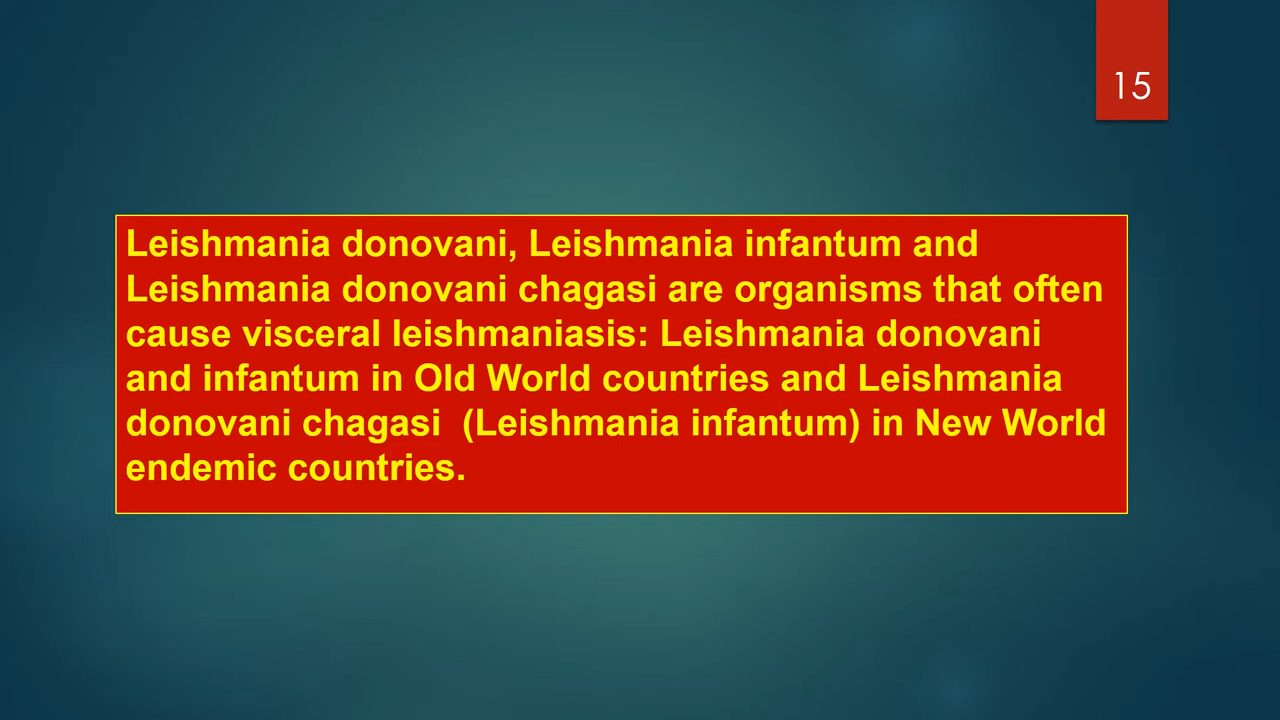 15
Leishmania donovani, Leishmania infantum and
Leishmania donovani chagasi are organisms that often
cause visceral leishmaniasis: Leishmania donovani
and infantum in Old World countries and Leishmania
donovani chagasi  (Leishmania infantum) in New World
endemic countries.